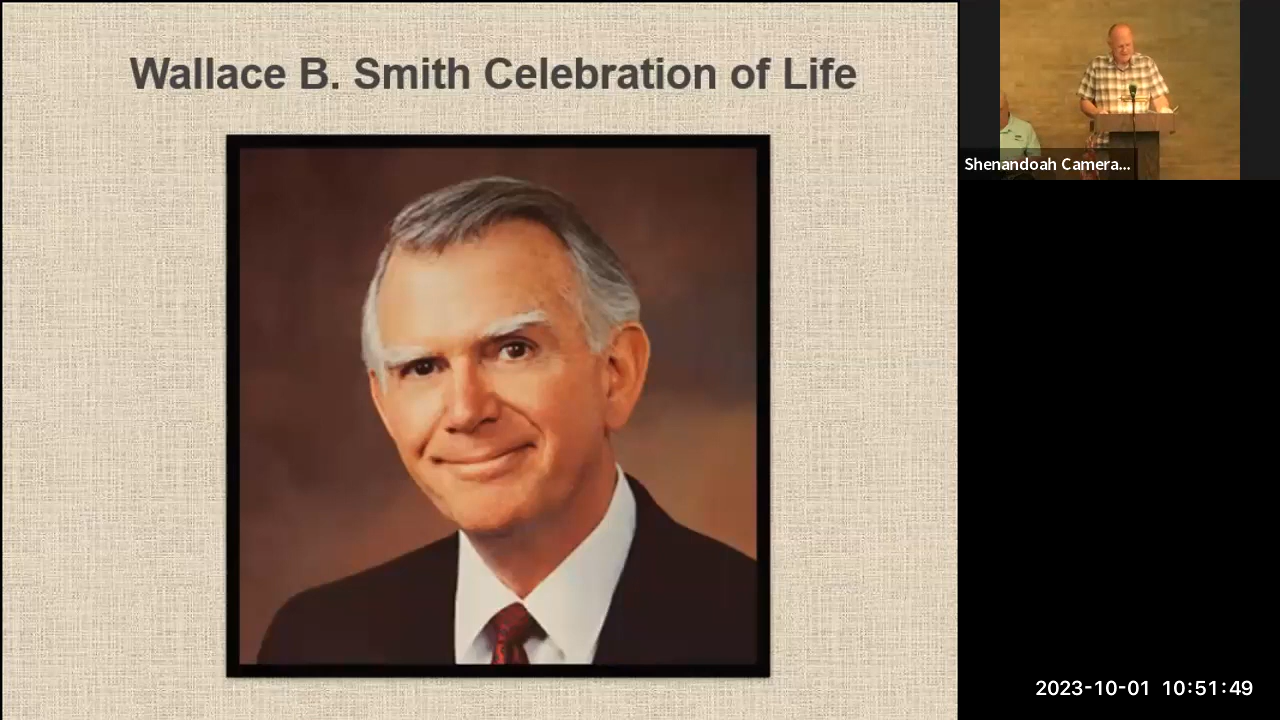 Wallace B. Smith Celebration of Life
Shenandoah Camera...
2023-10-01 10:51:49